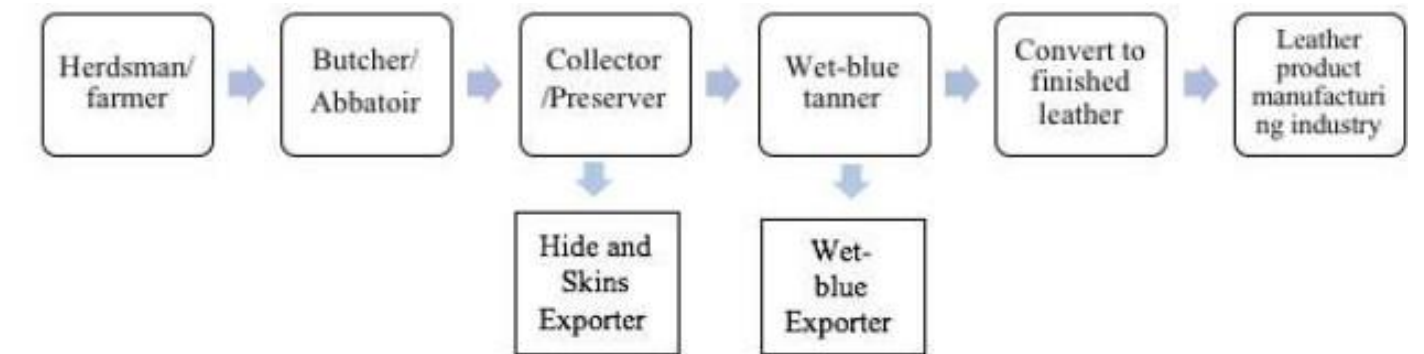 Herdsman/
farmer
Butcher/
Abbatoir
Collector
/Preserver
Wet-blue
tanner
Convert to
finished
leather
Leather
product
manufacturi
ng industry
Hide and
Skins
Exporter
Wet-
blue
Exporter